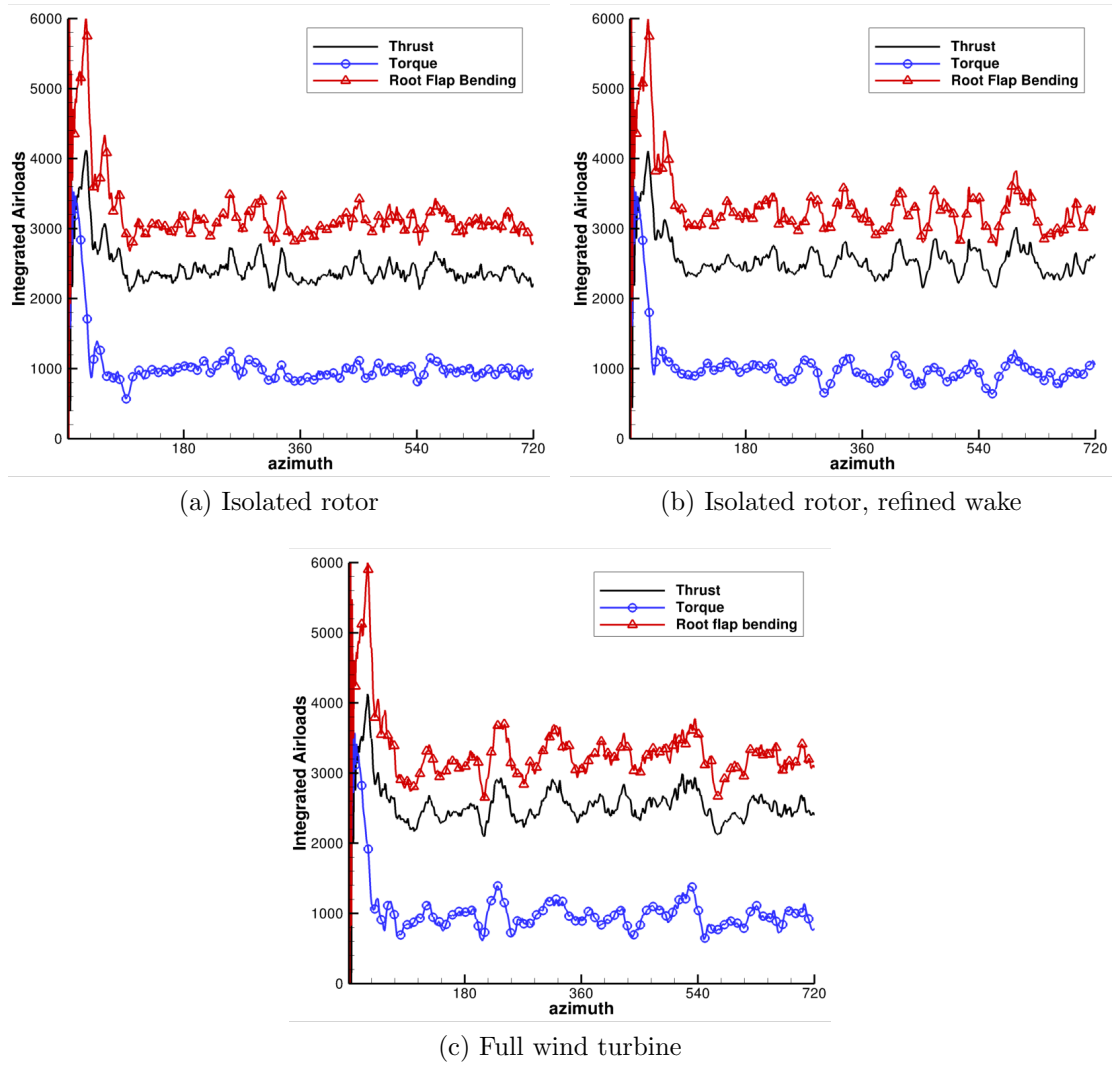 6000
5000
4000
3000
2000
1000
0
Integrated Airloads
Thrust
Torque
Root Flap Bending
180
360
540
720
azimuth
(a) Isolated rotor
6000
5000
4000
3000
2000
1000
0
Integrated Airloads
Thrust
Torque
Root Flap Bending
180
360
540
720
azimuth
(b) Isolated rotor, refined wake
6000
5000
4000
3000
2000
1000
0
Integrated Airloads
Thrust
Torque
Root flap bending
180
360
540
720
azimuth
(c) Full wind turbine